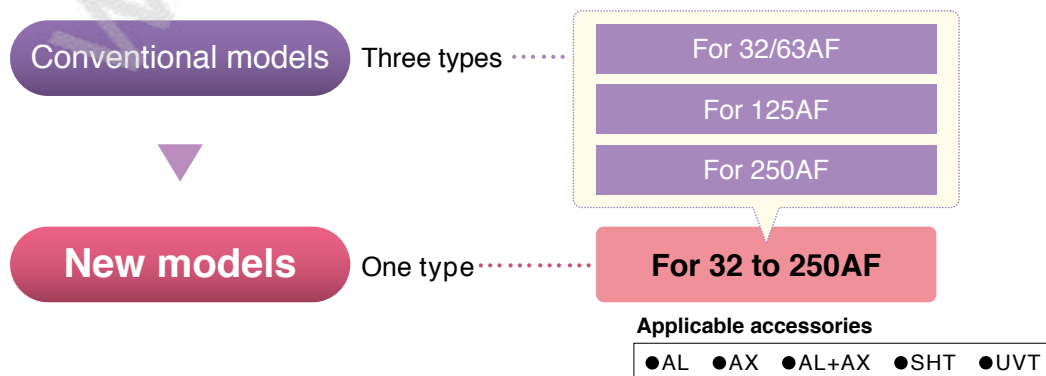 Conventional models Three types
For 32/63AF
For 125AF
For 250AF
New models One type For 32 to 250AF
Applicable accessories
●AL ●AX ●AL+AX ●SHT ●UVT